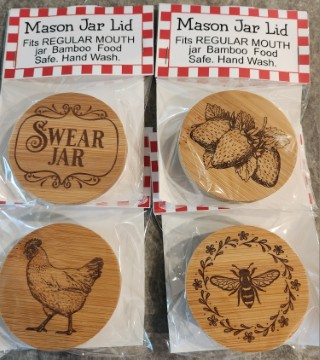 Mason Jar Lid
Fits REGULAR MOUTH
jar Bamboo Food
Safe. Hand Wash.
Mason Jar Lid
Fits REGULAR MOUTH
jar Bamboo Food
Safe. Hand Wash.
SWEAR
JAR